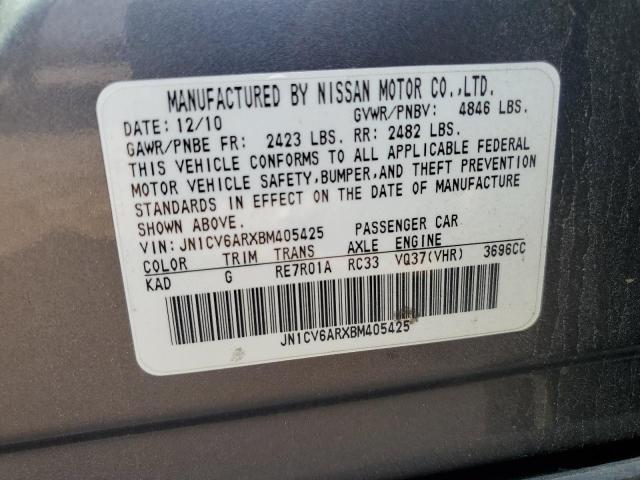 MANUFACTURED BY NISSAN MOTOR CO.,LTD.
DATE: 12/10 GVWR/PNBV: 4846 LBS.
GAWR/PNBE FR: 2423 LBS. RR: 2482 LBS.
THIS VEHICLE CONFORMS TO ALL APPLICABLE FEDERAL
MOTOR VEHICLE SAFETY,BUMPER,AND THEFT PREVENTION
STANDARDS IN EFFECT ON THE DATE OF MANUFACTURE
SHOWN ABOVE.
VIN: JN1CV6ARXBM405425 PASSENGER CAR
COLOR TRIM TRANS AXLE ENGINE
KAD G RE7R01A RC33 VQ37(VHR) 3696CC
JN1CV6ARXBM405425